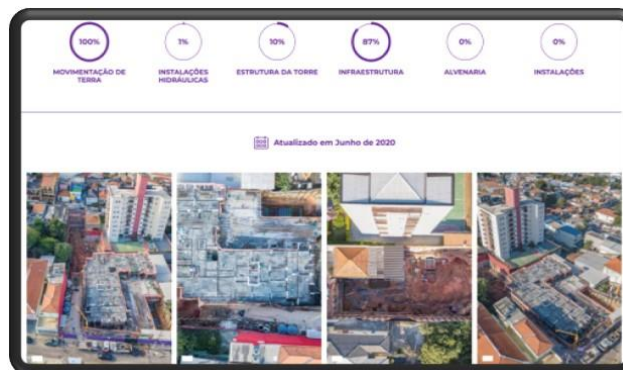 100%
1%
10%
87%
0%
0%
MOVIMENTAÇÃO DE
TERRA
INSTALAÇÕES
HIDRÁULICAS
ESTRUTURA DA TORRE
INFRAESTRUTURA
ALVENARIA
INSTALAÇÕES
Atualizado em Junho de 2020